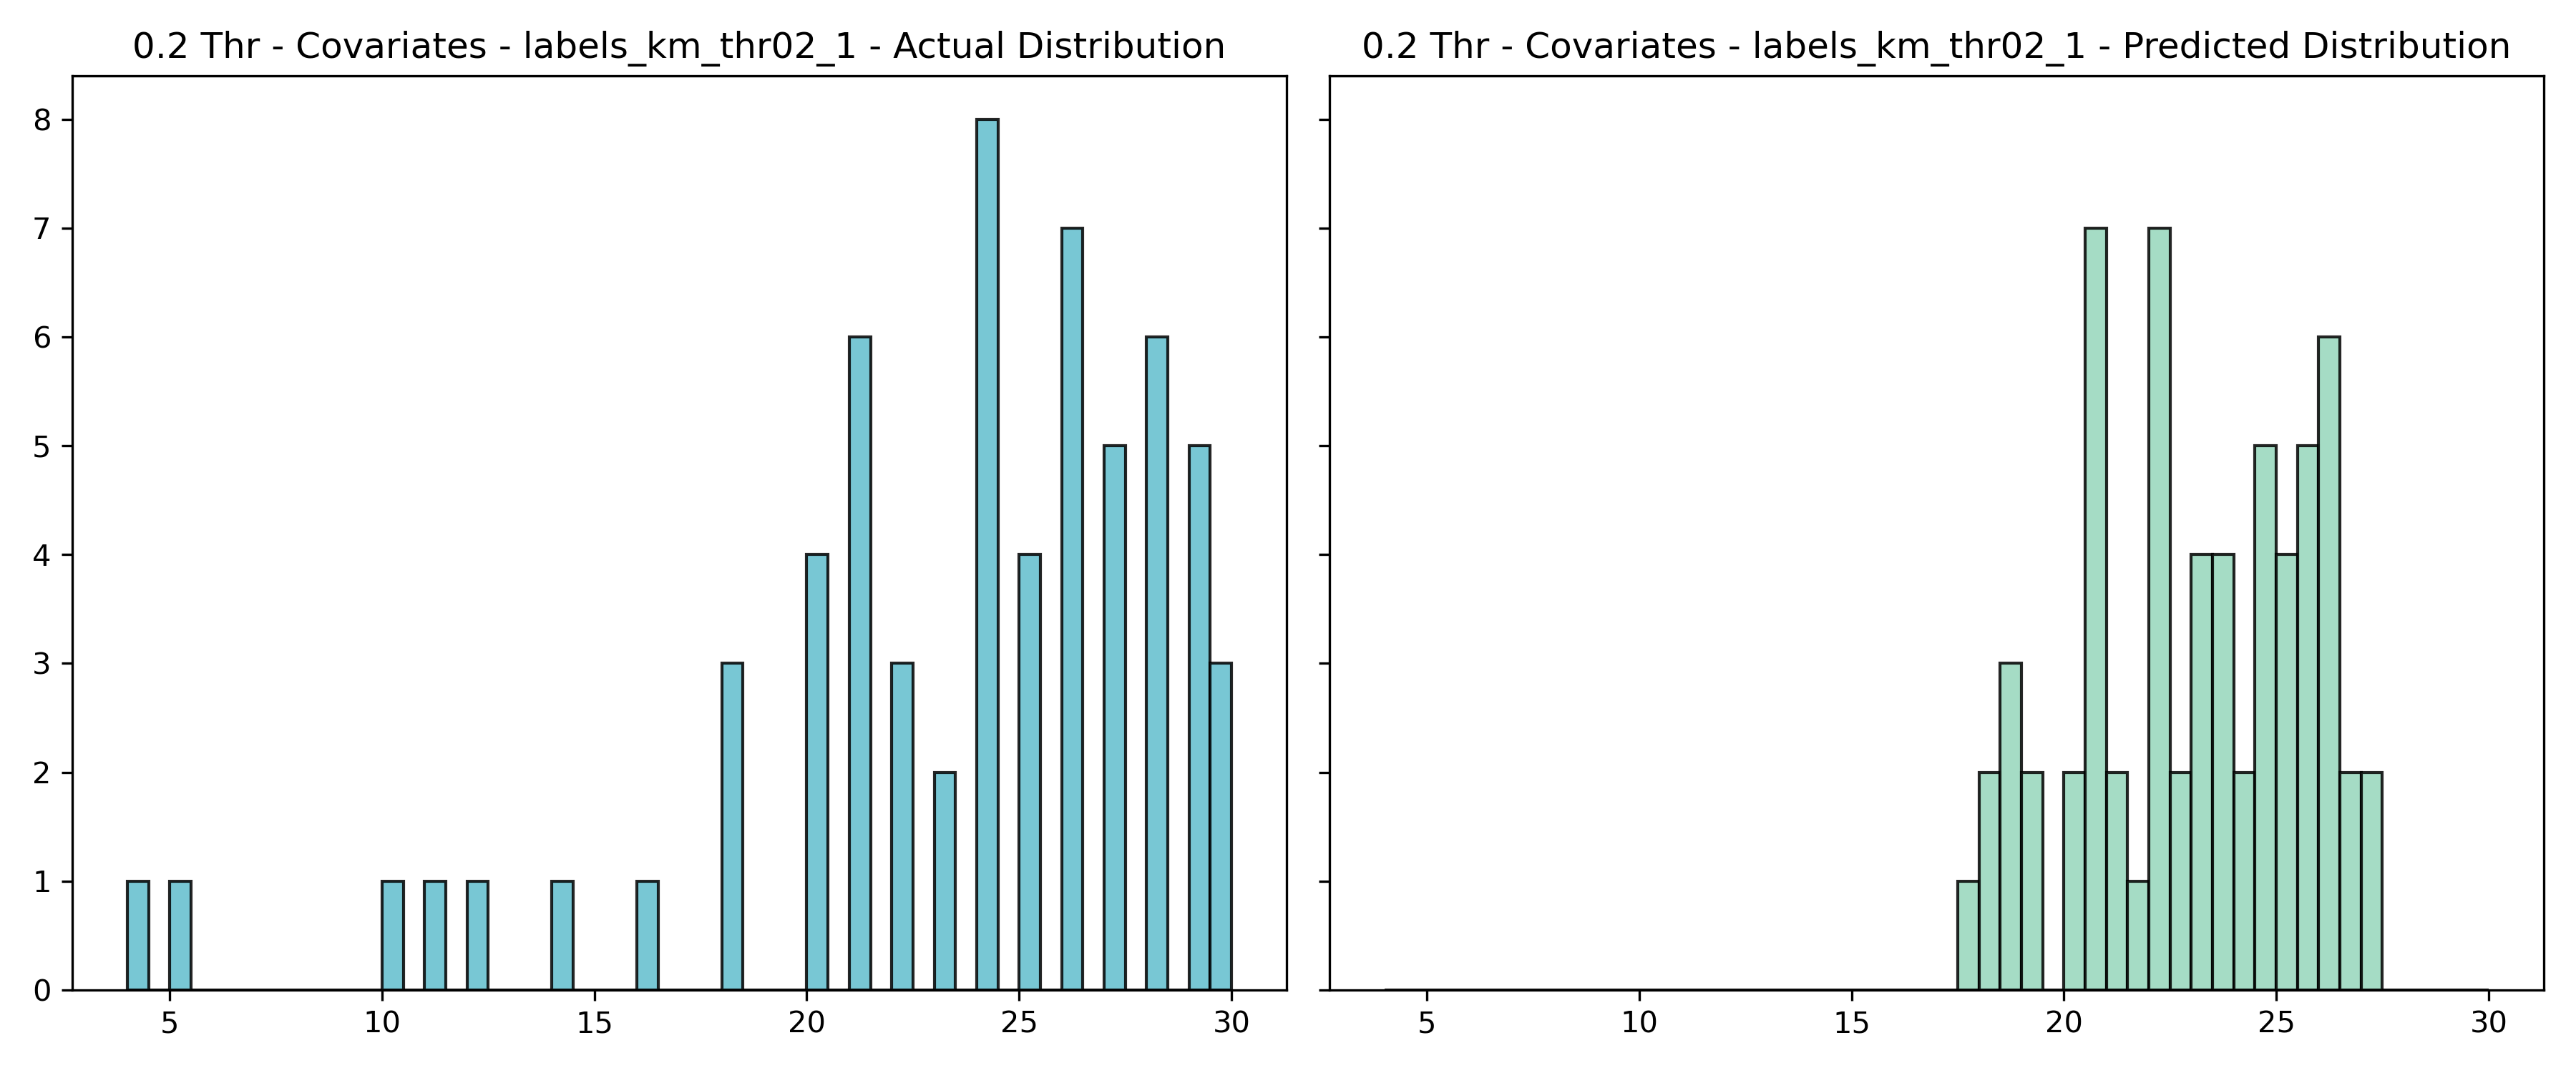 0.2 Thr - Covariates - labels_km_thr02_1 - Actual Distribution
8
7
6
5
4
3
2
1
0
5 10 15 20 25 30
0.2 Thr - Covariates - labels_km_thr02_1 - Predicted Distribution
5 10 15 20 25 30